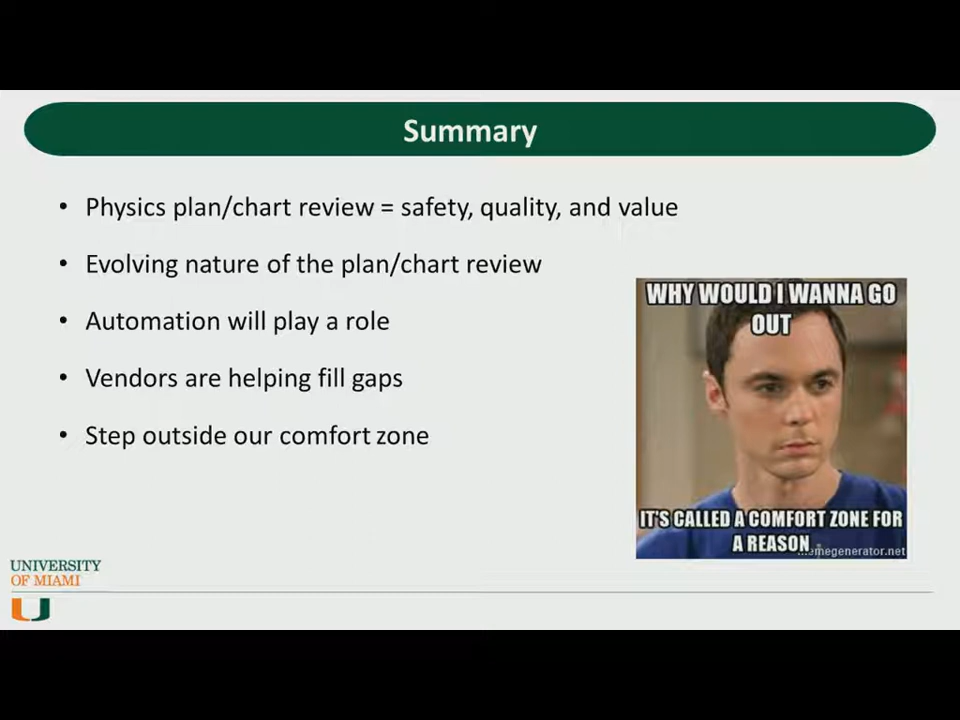 Summary
• Physics plan/chart review = safety, quality, and value
• Evolving nature of the plan/chart review
• Automation will play a role
• Vendors are helping fill gaps
• Step outside our comfort zone
WHY WOULD I WANNA GO
OUT
IT'S CALLED A COMFORT ZONE FOR
A REASON
memegenerator.net
UNIVERSITY
OF MIAMI
U